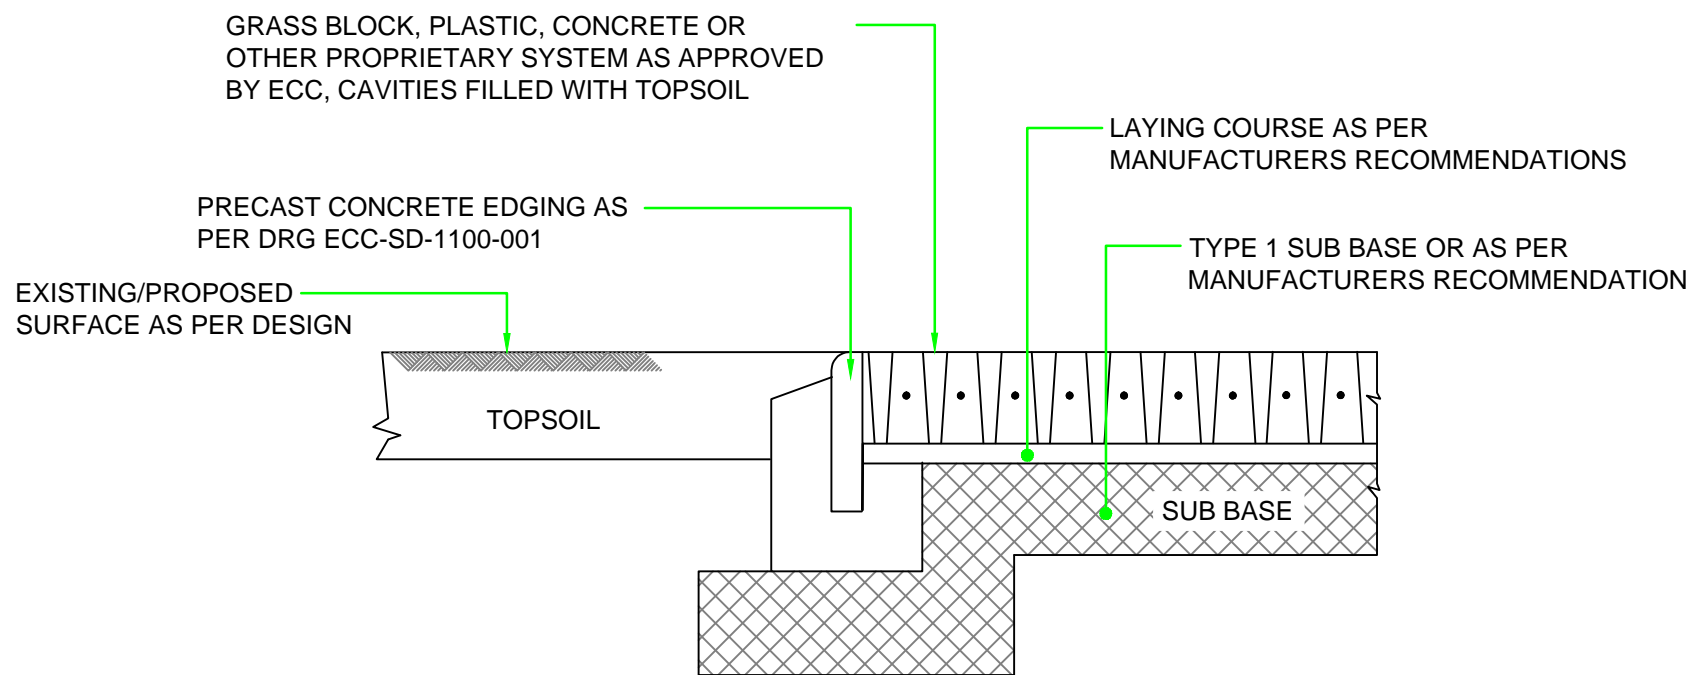 GRASS BLOCK, PLASTIC, CONCRETE OR
OTHER PROPRIETARY SYSTEM AS APPROVED
BY ECC, CAVITIES FILLED WITH TOPSOIL
LAYING COURSE AS PER
MANUFACTURERS RECOMMENDATIONS
PRECAST CONCRETE EDGING AS
PER DRG ECC-SD-1100-001
TYPE 1 SUB BASE OR AS PER
MANUFACTURERS RECOMMENDATION
EXISTING/PROPOSED
SURFACE AS PER DESIGN
TOPSOIL
SUB BASE